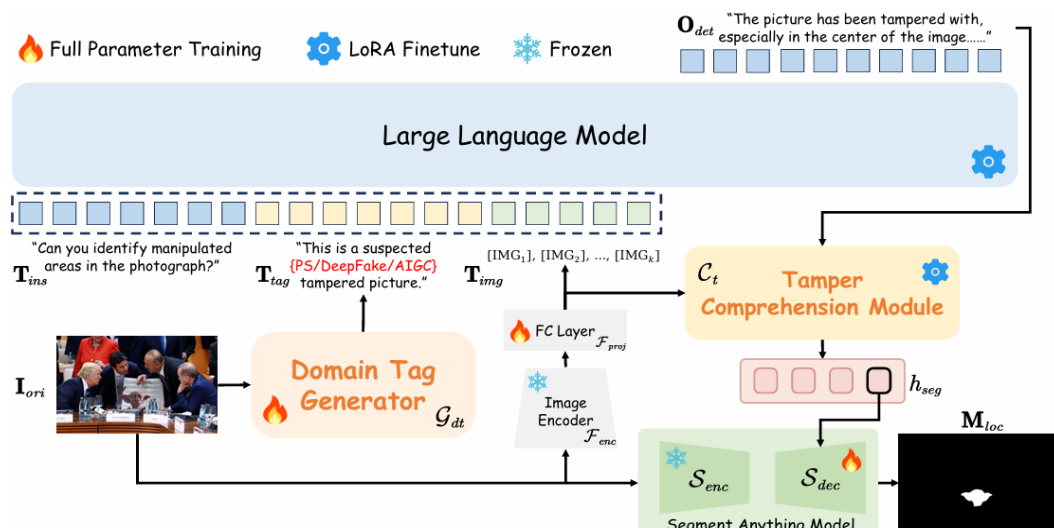 Full Parameter Training
LoRA Finetune
Frozen
O_det
"The picture has been tampered with,
especially in the center of the image……"
Large Language Model
"Can you identify manipulated
areas in the photograph?"
T_ins
"This is a suspected
{PS/DeepFake/AIGC}
tampered picture."
T_tag
[IMG_1], [IMG_2], ..., [IMG_k]
T_img
C_t
Tamper
Comprehension Module
FC Layer
F_proj
I_ori
Domain Tag
Generator
G_dt
Image
Encoder
F_enc
h_seg
M_loc
S_enc
S_dec
Segment Anything Model